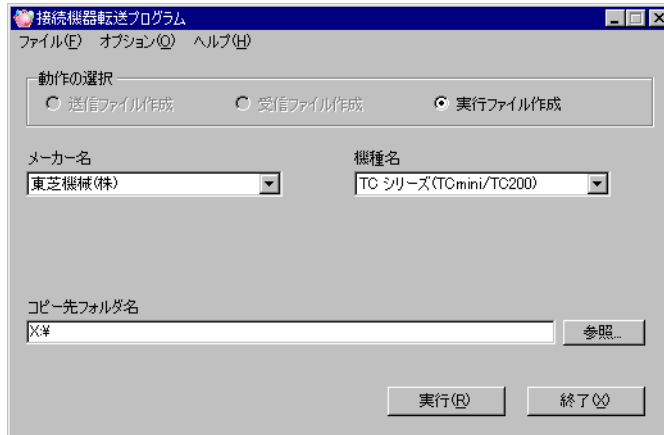 接続機器転送プログラム
ファイル(F) オプション(O) ヘルプ(H)
動作の選択
送信ファイル作成 受信ファイル作成 実行ファイル作成
メーカー名 機種名
東芝機械(株) TC シリーズ(TCmini/TC200)
コピー先フォルダ名
X:¥ 参照...
実行(R) 終了(X)